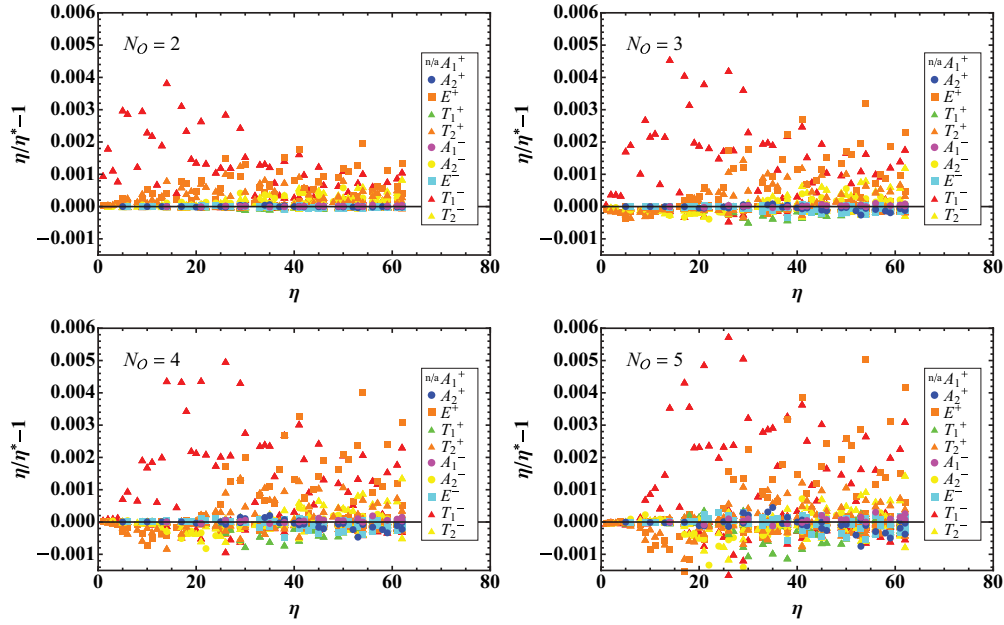 0.006
0.005
0.004
0.003
0.002
0.001
0.000
−0.001
η/η*−1
N_O = 2
n/a A₁⁺
A₂⁺
E⁺
T₁⁺
T₂⁺
A₁⁻
A₂⁻
E⁻
T₁⁻
T₂⁻
0 20 40 60 80
η
0.006
0.005
0.004
0.003
0.002
0.001
0.000
−0.001
η/η*−1
N_O = 3
n/a A₁⁺
A₂⁺
E⁺
T₁⁺
T₂⁺
A₁⁻
A₂⁻
E⁻
T₁⁻
T₂⁻
0 20 40 60 80
η
0.006
0.005
0.004
0.003
0.002
0.001
0.000
−0.001
η/η*−1
N_O = 4
n/a A₁⁺
A₂⁺
E⁺
T₁⁺
T₂⁺
A₁⁻
A₂⁻
E⁻
T₁⁻
T₂⁻
0 20 40 60 80
η
0.006
0.005
0.004
0.003
0.002
0.001
0.000
−0.001
η/η*−1
N_O = 5
n/a A₁⁺
A₂⁺
E⁺
T₁⁺
T₂⁺
A₁⁻
A₂⁻
E⁻
T₁⁻
T₂⁻
0 20 40 60 80
η